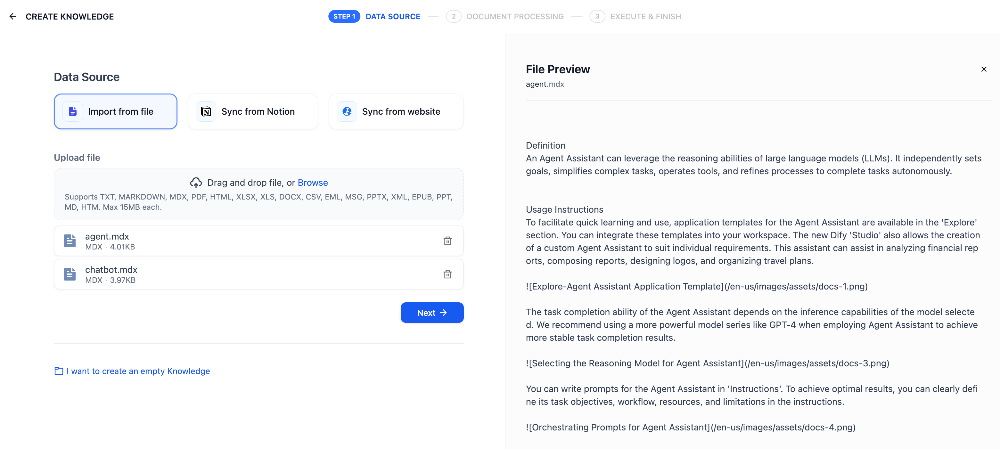 CREATE KNOWLEDGE
STEP 1 DATA SOURCE
2 DOCUMENT PROCESSING
3 EXECUTE & FINISH
Data Source
Import from file
Sync from Notion
Sync from website
Upload file
Drag and drop file, or Browse
Supports TXT, MARKDOWN, MDX, PDF, HTML, XLSX, XLS, DOCX, CSV, EML, MSG, PPTX, XML, EPUB, PPT,
MD, HTM. Max 15MB each.
agent.mdx
MDX · 4.01KB
chatbot.mdx
MDX · 3.97KB
Next
I want to create an empty Knowledge
File Preview
agent.mdx
Definition
An Agent Assistant can leverage the reasoning abilities of large language models (LLMs). It independently sets
goals, simplifies complex tasks, operates tools, and refines processes to complete tasks autonomously.
Usage Instructions
To facilitate quick learning and use, application templates for the Agent Assistant are available in the 'Explore'
section. You can integrate these templates into your workspace. The new Dify 'Studio' also allows the creation
of a custom Agent Assistant to suit individual requirements. This assistant can assist in analyzing financial rep
orts, composing reports, designing logos, and organizing travel plans.
![Explore-Agent Assistant Application Template](/en-us/images/assets/docs-1.png)
The task completion ability of the Agent Assistant depends on the inference capabilities of the model selecte
d. We recommend using a more powerful model series like GPT-4 when employing Agent Assistant to achieve
more stable task completion results.
![Selecting the Reasoning Model for Agent Assistant](/en-us/images/assets/docs-3.png)
You can write prompts for the Agent Assistant in 'Instructions'. To achieve optimal results, you can clearly defi
ne its task objectives, workflow, resources, and limitations in the instructions.
![Orchestrating Prompts for Agent Assistant](/en-us/images/assets/docs-4.png)